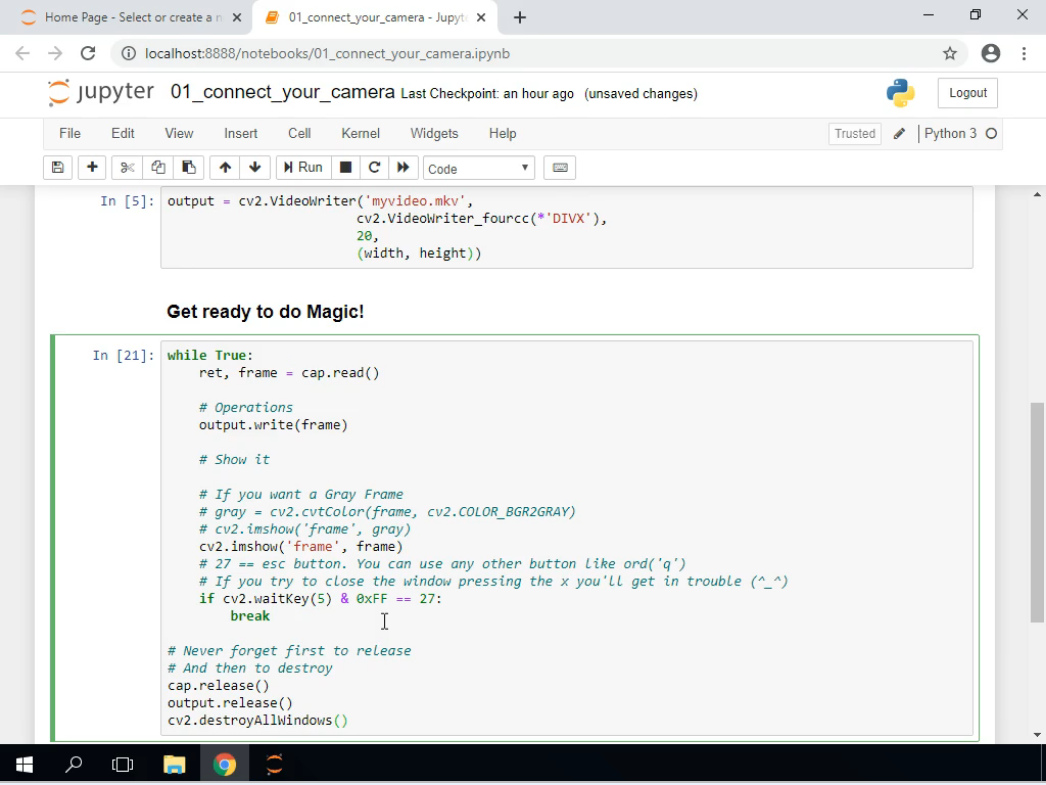 Home Page - Select or create a n
01_connect_your_camera - Jupyt
localhost:8888/notebooks/01_connect_your_camera.ipynb
jupyter 01_connect_your_camera Last Checkpoint: an hour ago (unsaved changes)
Logout
File Edit View Insert Cell Kernel Widgets Help
Trusted Python 3
Run Code
In [5]: output = cv2.VideoWriter('myvideo.mkv',
cv2.VideoWriter_fourcc(*'DIVX'),
20,
(width, height))
Get ready to do Magic!
In [21]: while True:
ret, frame = cap.read()
# Operations
output.write(frame)
# Show it
# If you want a Gray Frame
# gray = cv2.cvtColor(frame, cv2.COLOR_BGR2GRAY)
# cv2.imshow('frame', gray)
cv2.imshow('frame', frame)
# 27 == esc button. You can use any other button like ord('q')
# If you try to close the window pressing the x you'll get in trouble (^_^)
if cv2.waitKey(5) & 0xFF == 27:
break
# Never forget first to release
# And then to destroy
cap.release()
output.release()
cv2.destroyAllWindows()